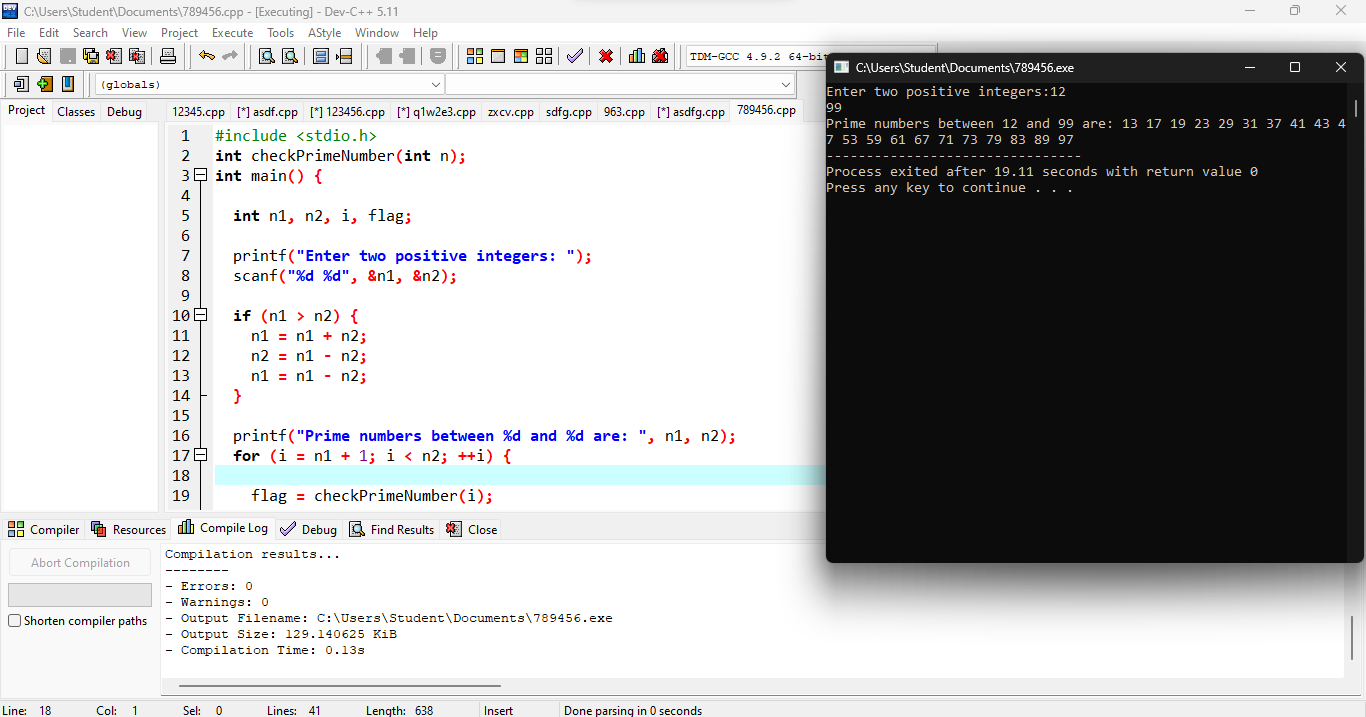 C:\Users\Student\Documents\789456.cpp - [Executing] - Dev-C++ 5.11
File Edit Search View Project Execute Tools AStyle Window Help
TDM-GCC 4.9.2 64-bit
(globals)
Project Classes Debug
12345.cpp [*] asdf.cpp [*] 123456.cpp [*] q1w2e3.cpp zxcv.cpp sdfg.cpp 963.cpp [*] asdfg.cpp 789456.cpp
1 #include <stdio.h>
2 int checkPrimeNumber(int n);
3 int main() {
4
5 int n1, n2, i, flag;
6
7 printf("Enter two positive integers: ");
8 scanf("%d %d", &n1, &n2);
9
10 if (n1 > n2) {
11 n1 = n1 + n2;
12 n2 = n1 - n2;
13 n1 = n1 - n2;
14 }
15
16 printf("Prime numbers between %d and %d are: ", n1, n2);
17 for (i = n1 + 1; i < n2; ++i) {
18
19 flag = checkPrimeNumber(i);
C:\Users\Student\Documents\789456.exe
Enter two positive integers:12
99
Prime numbers between 12 and 99 are: 13 17 19 23 29 31 37 41 43 4
7 53 59 61 67 71 73 79 83 89 97
--------------------------------
Process exited after 19.11 seconds with return value 0
Press any key to continue . . .
Compiler Resources Compile Log Debug Find Results Close
Abort Compilation
Shorten compiler paths
Compilation results...
--------
- Errors: 0
- Warnings: 0
- Output Filename: C:\Users\Student\Documents\789456.exe
- Output Size: 129.140625 KiB
- Compilation Time: 0.13s
Line: 18 Col: 1 Sel: 0 Lines: 41 Length: 638 Insert Done parsing in 0 seconds